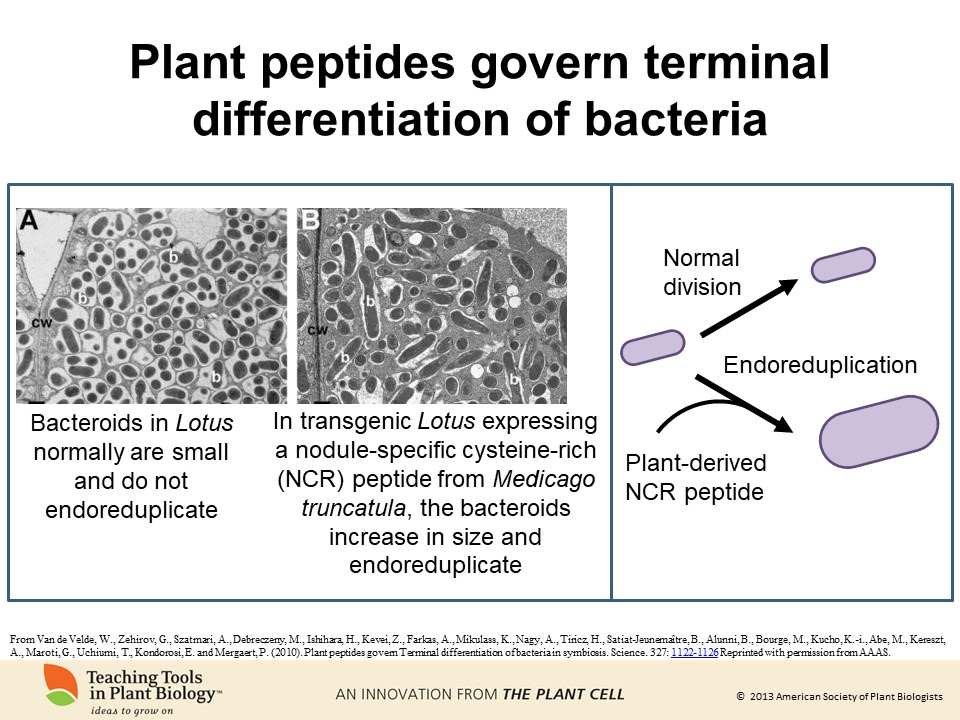 Plant peptides govern terminal
differentiation of bacteria
A
b
b
cw
b
B
b
cw
b
b
Bacteroids in Lotus
normally are small
and do not
endoreduplicate
In transgenic Lotus expressing
a nodule-specific cysteine-rich
(NCR) peptide from Medicago
truncatula, the bacteroids
increase in size and
endoreduplicate
Normal
division
Endoreduplication
Plant-derived
NCR peptide
From Van de Velde, W., Zehirov, G., Szatmari, A., Debreczeny, M., Ishihara, H., Kevei, Z., Farkas, A., Mikulass, K., Nagy, A., Tiricz, H., Satiat-Jeunemaître, B., Alunni, B., Bourge, M., Kucho, K.-i., Abe, M., Kereszt,
A., Maroti, G., Uchiumi, T., Kondorosi, E. and Mergaert, P. (2010). Plant peptides govern Terminal differentiation of bacteria in symbiosis. Science. 327: 1122-1126 Reprinted with permission from AAAS.
Teaching Tools
in Plant Biology™
ideas to grow on
AN INNOVATION FROM THE PLANT CELL
© 2013 American Society of Plant Biologists